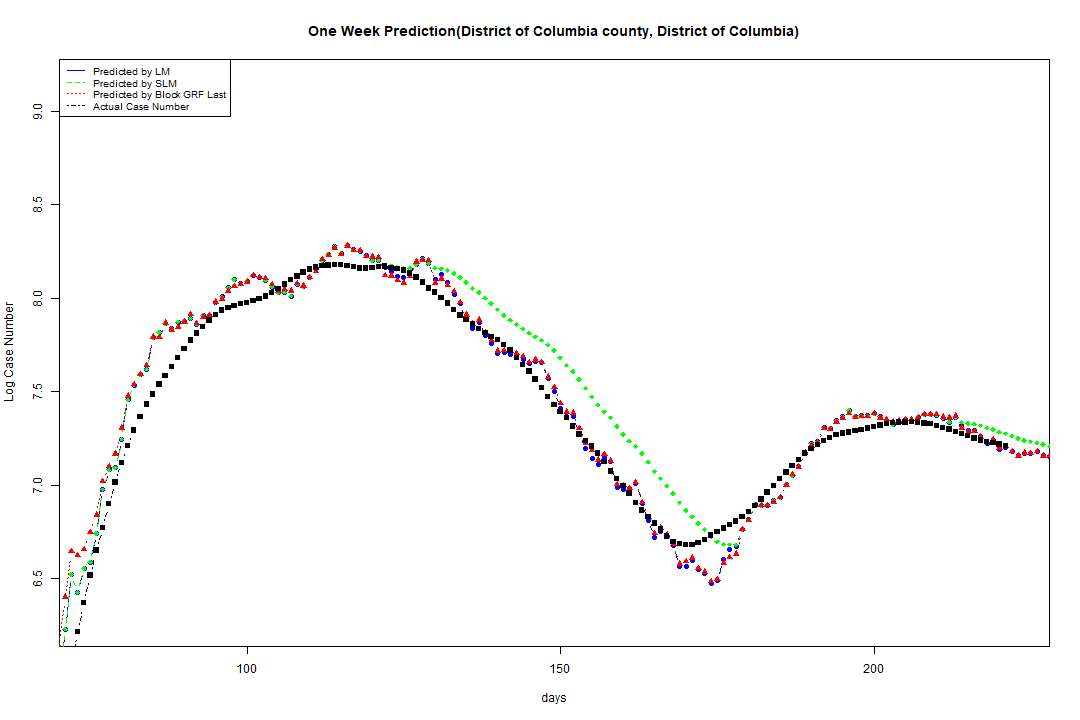 One Week Prediction(District of Columbia county, District of Columbia)
Predicted by LM
Predicted by SLM
Predicted by Block GRF Last
Actual Case Number
9.0
8.5
8.0
7.5
7.0
6.5
Log Case Number
100 150 200
days